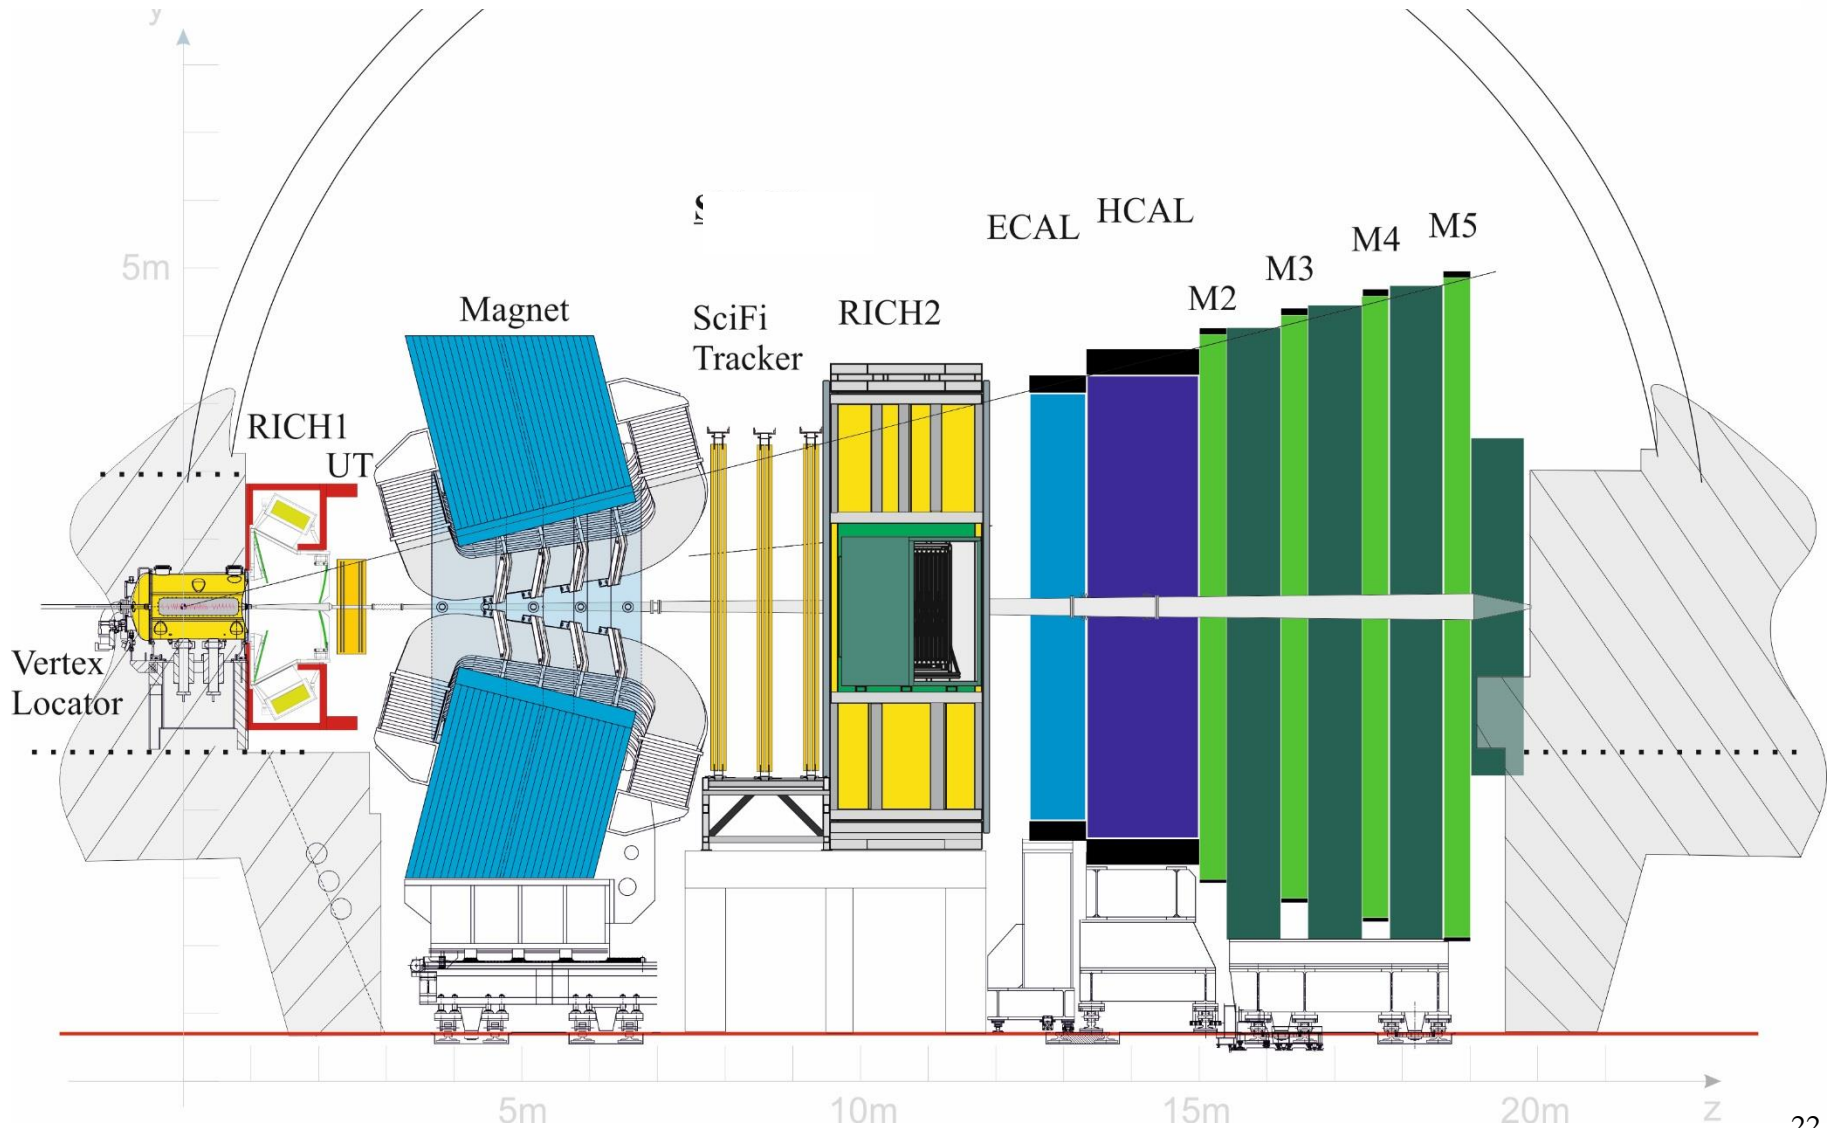 y
S
ECAL
HCAL
M5
M4
M3
M2
5m
Magnet
SciFi
Tracker
RICH2
RICH1
UT
Vertex
Locator
5m
10m
15m
20m
z
22